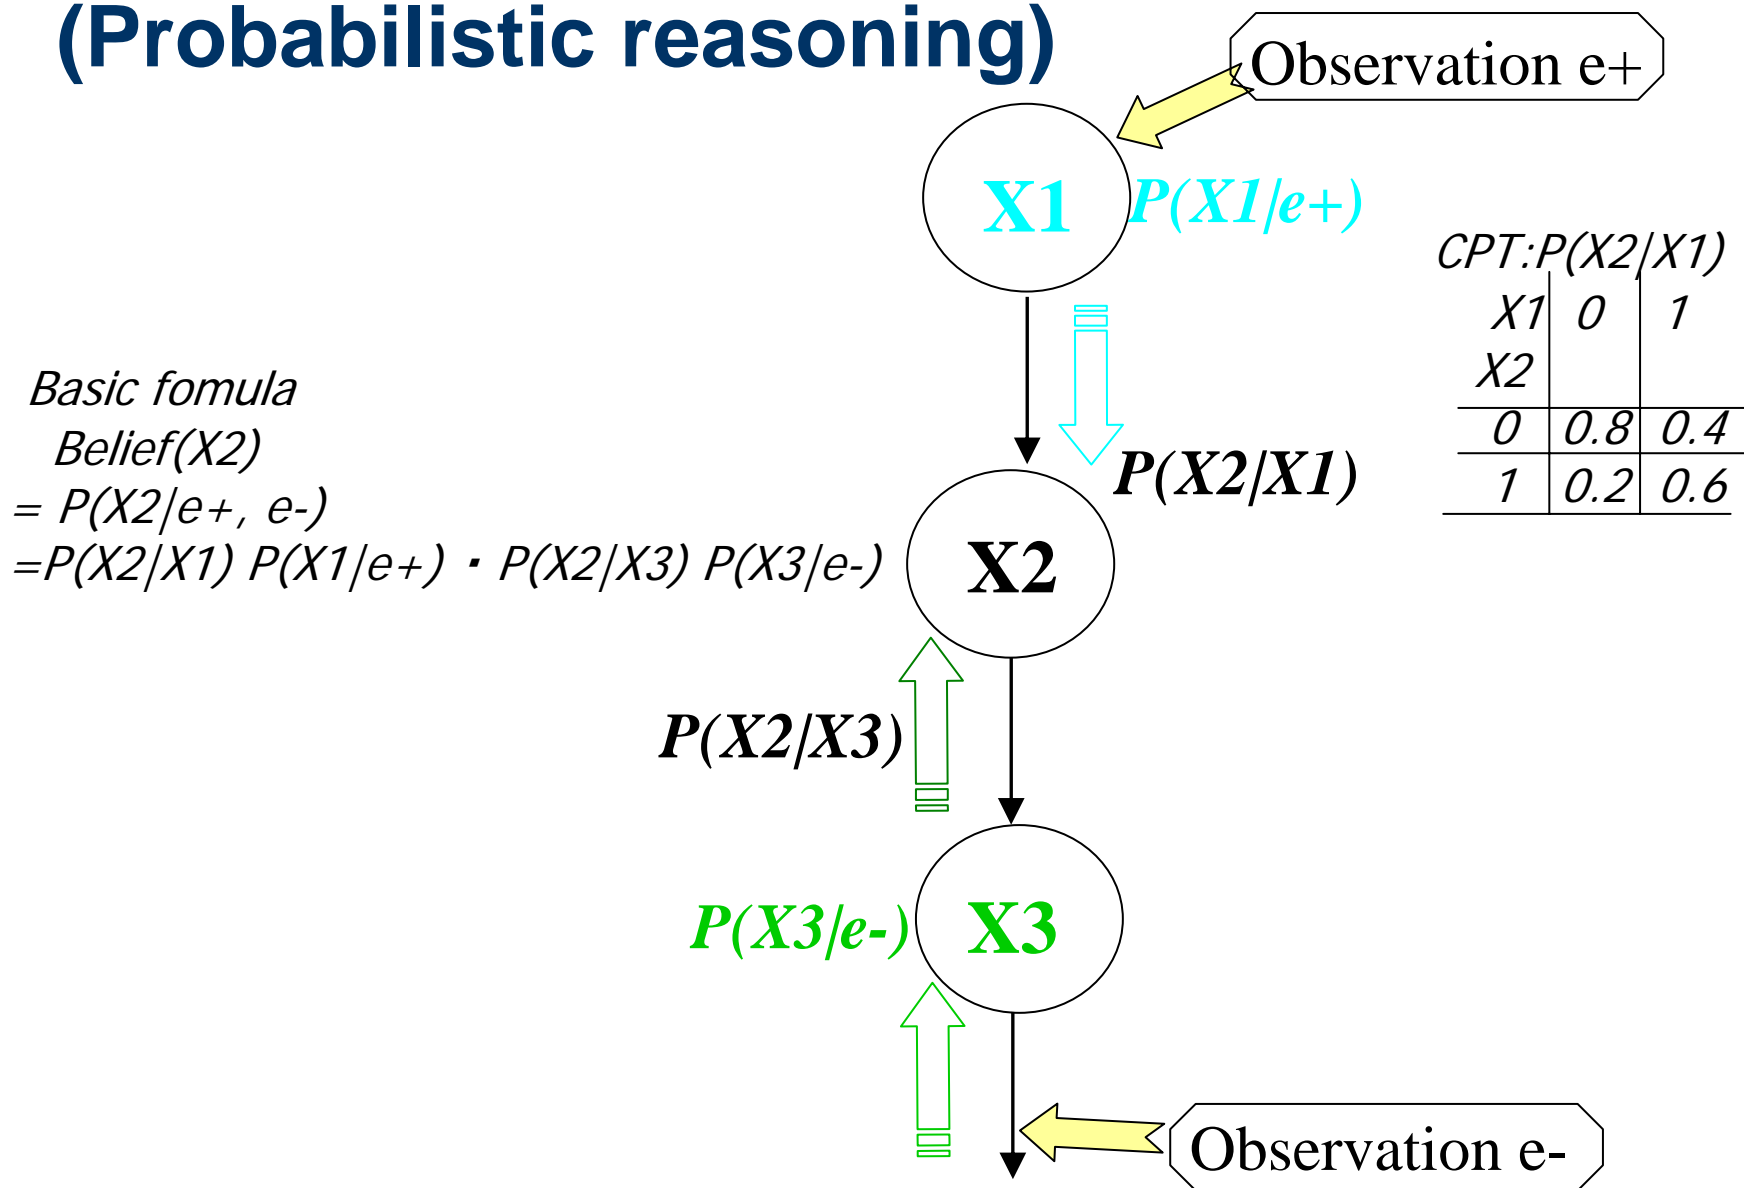 (Probabilistic reasoning)
Observation e+
X1
P(X1/e+)
CPT:P(X2/X1)
X1 0 1
X2
0 0.8 0.4
1 0.2 0.6
Basic fomula
Belief(X2)
= P(X2/e+, e-)
=P(X2/X1) P(X1/e+) ・ P(X2/X3) P(X3/e-)
P(X2/X1)
X2
P(X2/X3)
P(X3/e-)
X3
Observation e-